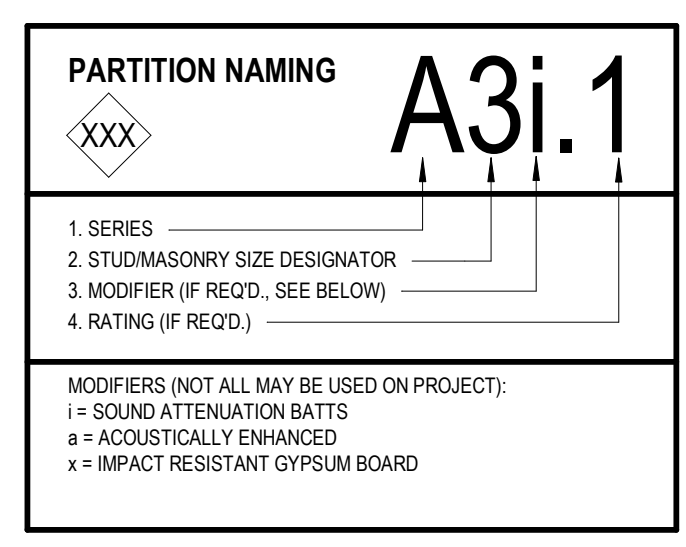 PARTITION NAMING
XXX
A3i.1
1. SERIES
2. STUD/MASONRY SIZE DESIGNATOR
3. MODIFIER (IF REQ'D., SEE BELOW)
4. RATING (IF REQ'D.)
MODIFIERS (NOT ALL MAY BE USED ON PROJECT):
i = SOUND ATTENUATION BATTS
a = ACOUSTICALLY ENHANCED
x = IMPACT RESISTANT GYPSUM BOARD